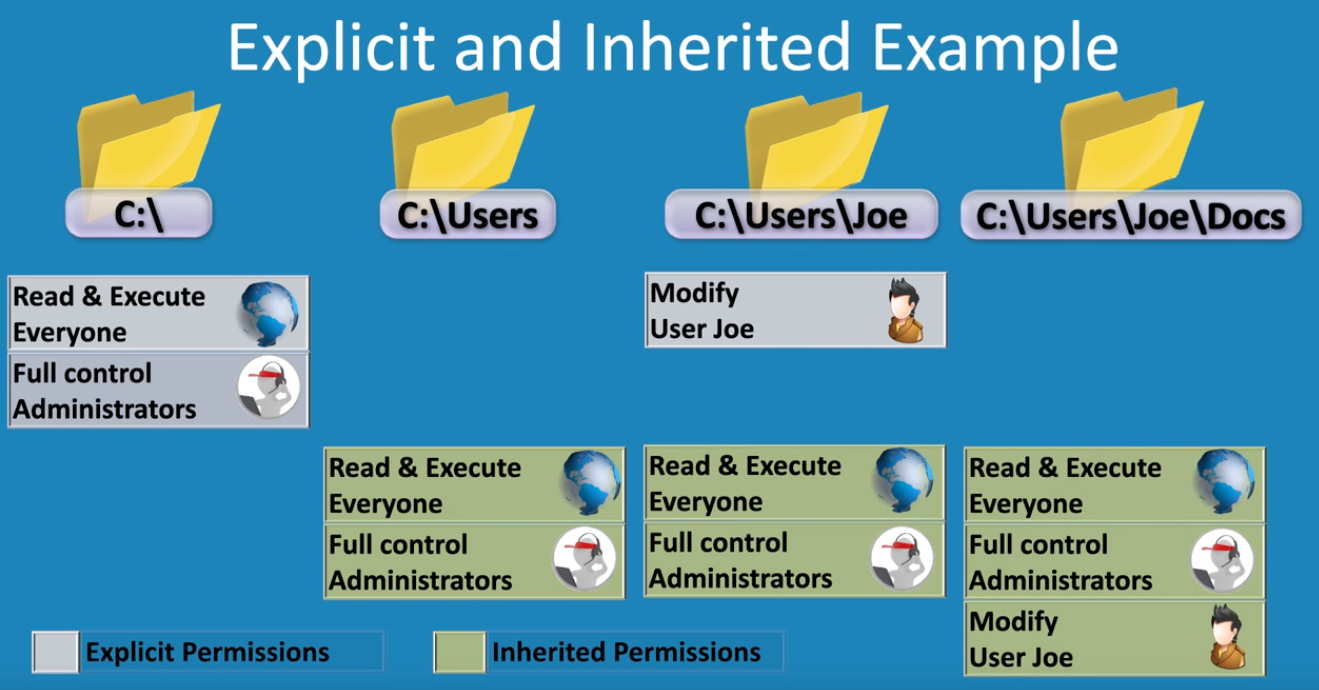 Explicit and Inherited Example
C:\
C:\Users
C:\Users\Joe
C:\Users\Joe\Docs
Read & Execute
Everyone
Full control
Administrators
Modify
User Joe
Read & Execute
Everyone
Full control
Administrators
Read & Execute
Everyone
Full control
Administrators
Read & Execute
Everyone
Full control
Administrators
Modify
User Joe
Explicit Permissions
Inherited Permissions